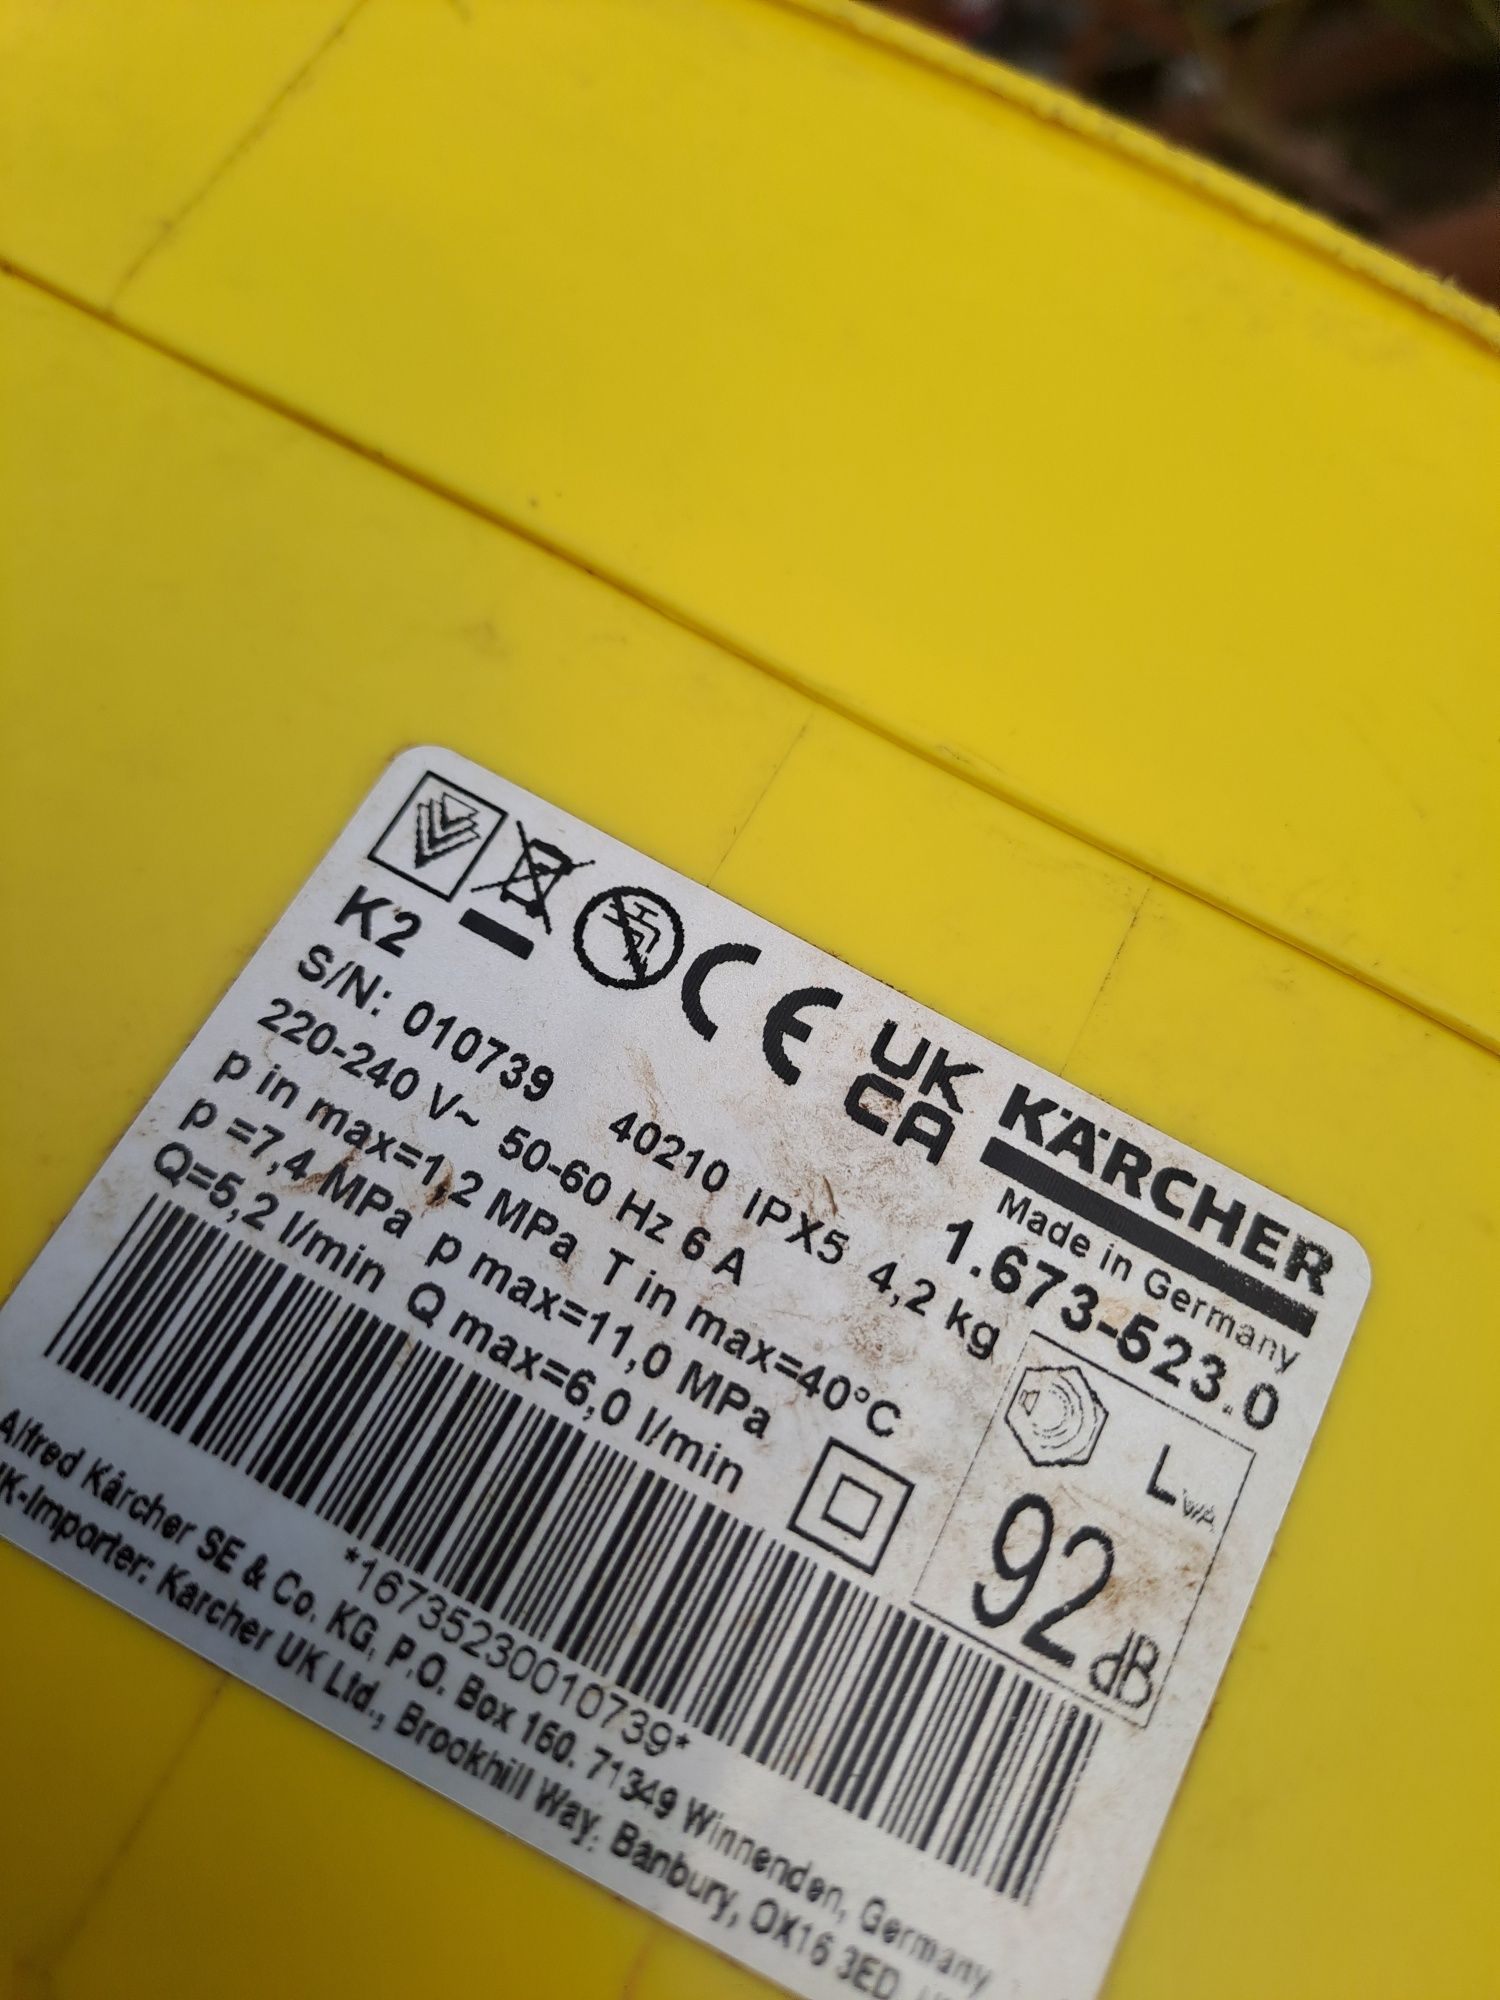 UK
CA
KÄRCHER
Made in Germany
K2
1.673-523.0
S/N: 010739 40210 IPX5 4,2 kg
220-240 V~ 50-60 Hz 6 A
p in max=1,2 MPa T in max=40°C
p =7,4 MPa p max=11,0 MPa
Q=5,2 l/min Q max=6,0 l/min
LWA
92 dB
*16735230010739*
Alfred Kärcher SE & Co. KG, P.O. Box 160. 71349 Winnenden, Germany
UK-Importer: Karcher UK Ltd., Brookhill Way, Banbury, OX16 3ED